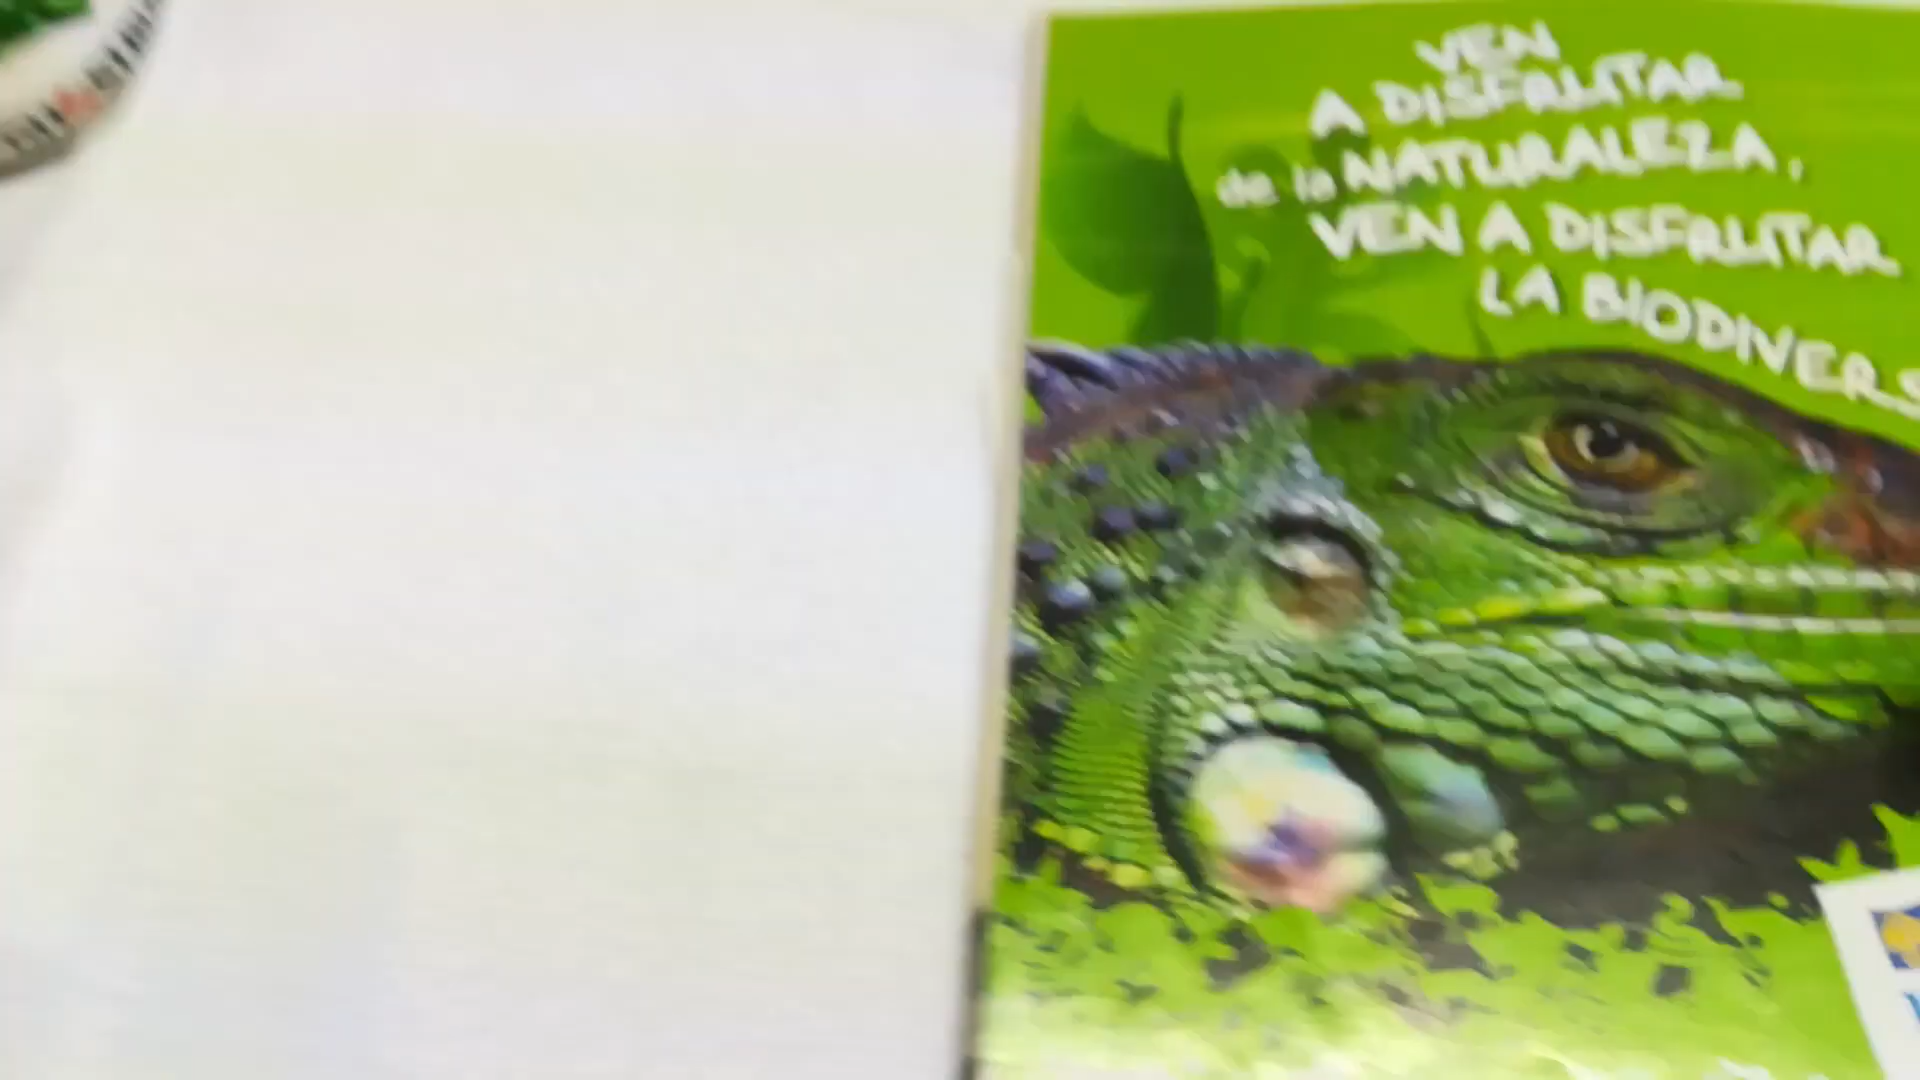 VEN
A DISFRUTAR
de la NATURALEZA,
VEN A DISFRUTAR
LA BIODIVERS